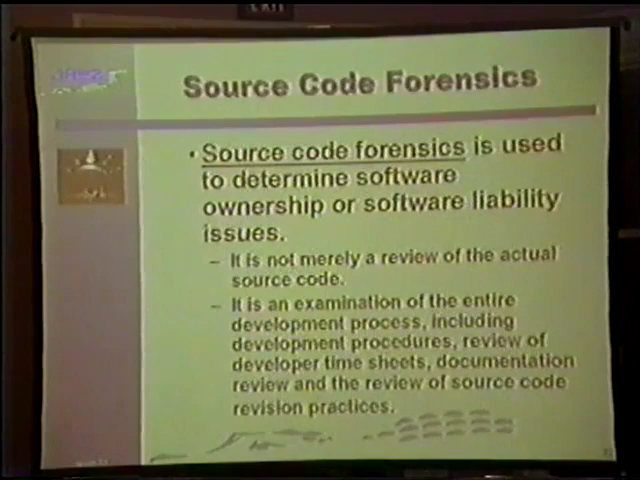 EXIT
Source Code Forensics
• Source code forensics is used
to determine software
ownership or software liability
issues.
– It is not merely a review of the actual
source code.
– It is an examination of the entire
development process, including
development procedures, review of
developer time sheets, documentation
review and the review of source code
revision practices.